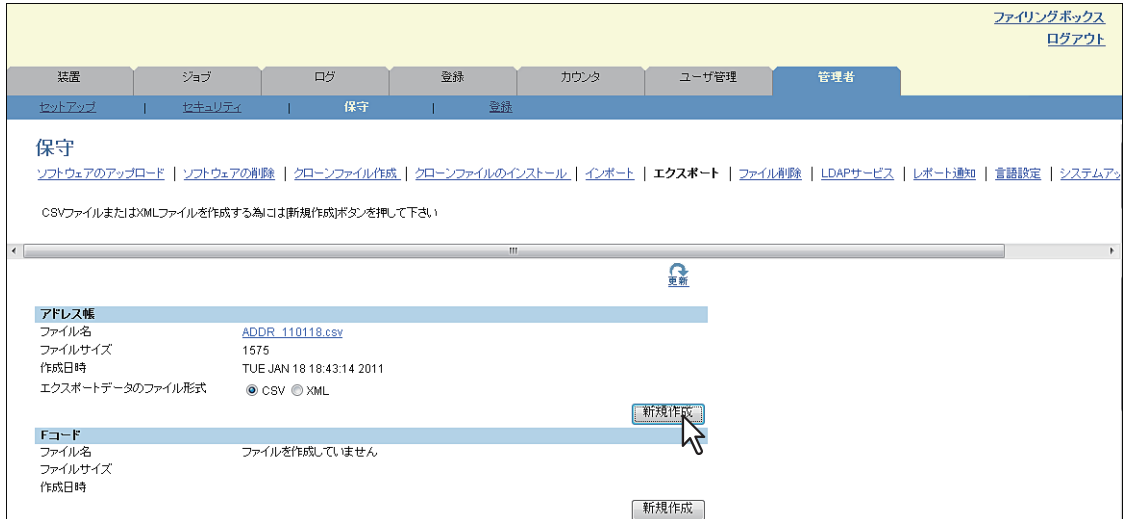 ファイリングボックス
ログアウト
装置 ジョブ ログ 登録 カウンタ ユーザ管理 管理者
セットアップ | セキュリティ | 保守 | 登録
保守
ソフトウェアのアップロード | ソフトウェアの削除 | クローンファイル作成 | クローンファイルのインストール | インポート | エクスポート | ファイル削除 | LDAPサービス | レポート通知 | 言語設定 | システムアッ
CSVファイルまたはXMLファイルを作成する為には[新規作成]ボタンを押して下さい
更新
アドレス帳
ファイル名 ADDR_110118.csv
ファイルサイズ 1575
作成日時 TUE JAN 18 18:43:14 2011
エクスポートデータのファイル形式 CSV XML
新規作成
Fコード
ファイル名 ファイルを作成していません
ファイルサイズ
作成日時
新規作成